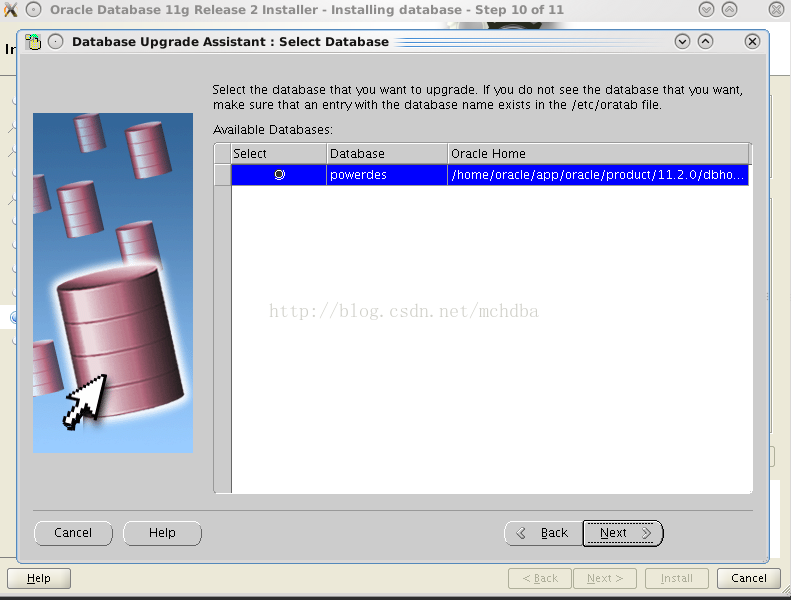 Oracle Database 11g Release 2 Installer - Installing database - Step 10 of 11
Database Upgrade Assistant : Select Database
Select the database that you want to upgrade. If you do not see the database that you want,
make sure that an entry with the database name exists in the /etc/oratab file.
Available Databases:
Select Database Oracle Home
powerdes /home/oracle/app/oracle/product/11.2.0/dbho...
http://blog.csdn.net/mchdba
Cancel Help Back Next
Help < Back Next > Install Cancel